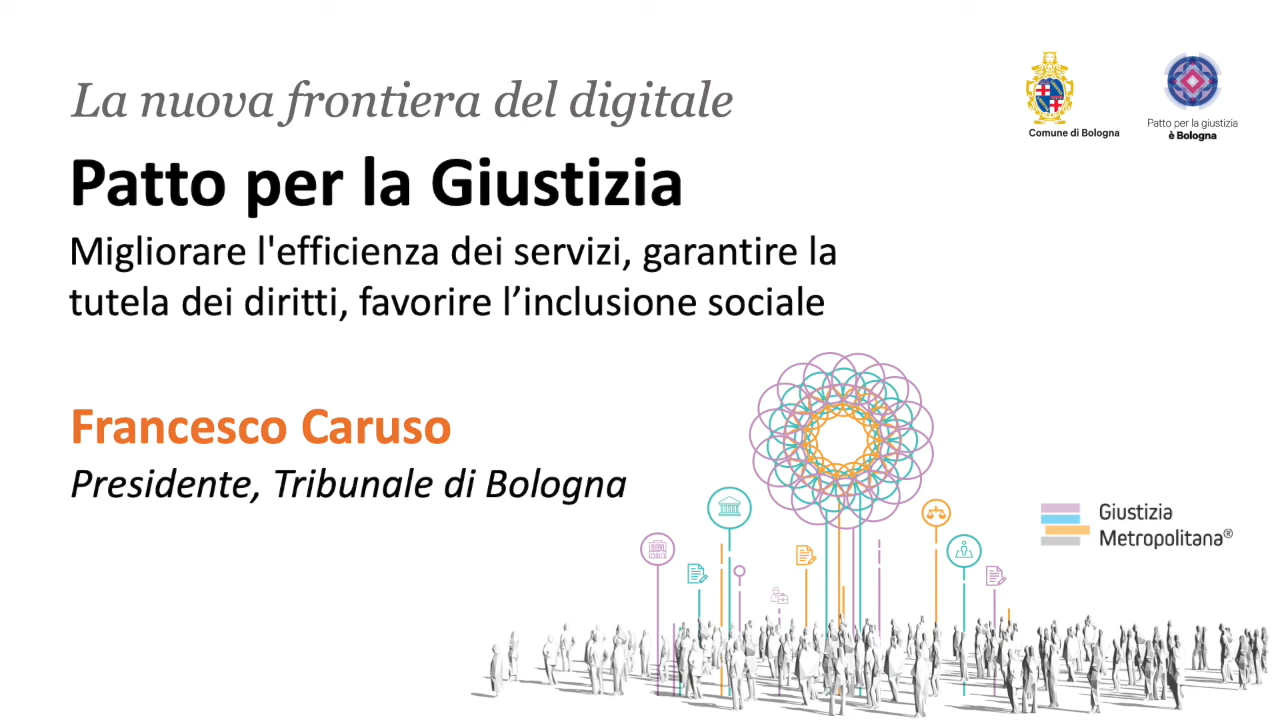 La nuova frontiera del digitale
Patto per la Giustizia
Migliorare l'efficienza dei servizi, garantire la
tutela dei diritti, favorire l’inclusione sociale
Francesco Caruso
Presidente, Tribunale di Bologna
Comune di Bologna
Patto per la giustizia
è Bologna
Giustizia
Metropolitana®